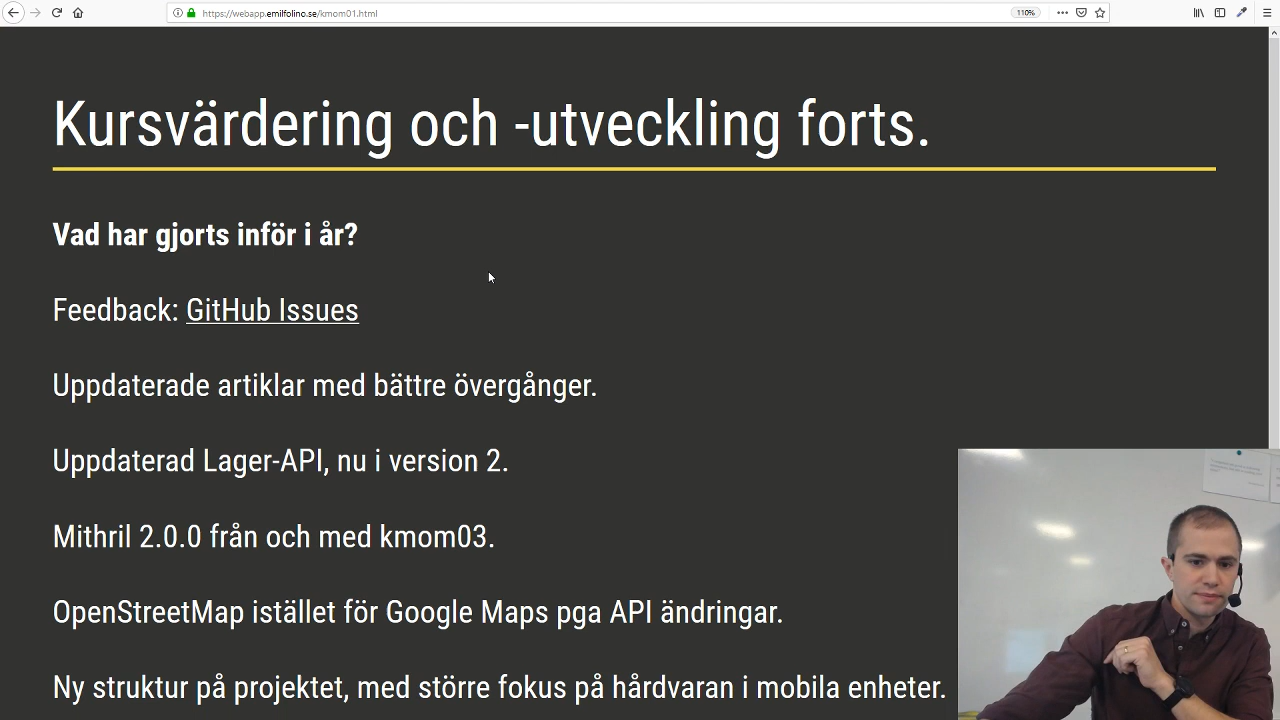 https://webapp.emilfolino.se/kmom01.html
110%
Kursvärdering och -utveckling forts.
Vad har gjorts inför i år?
Feedback: GitHub Issues
Uppdaterade artiklar med bättre övergånger.
Uppdaterad Lager-API, nu i version 2.
Mithril 2.0.0 från och med kmom03.
OpenStreetMap istället för Google Maps pga API ändringar.
Ny struktur på projektet, med större fokus på hårdvaran i mobila enheter.